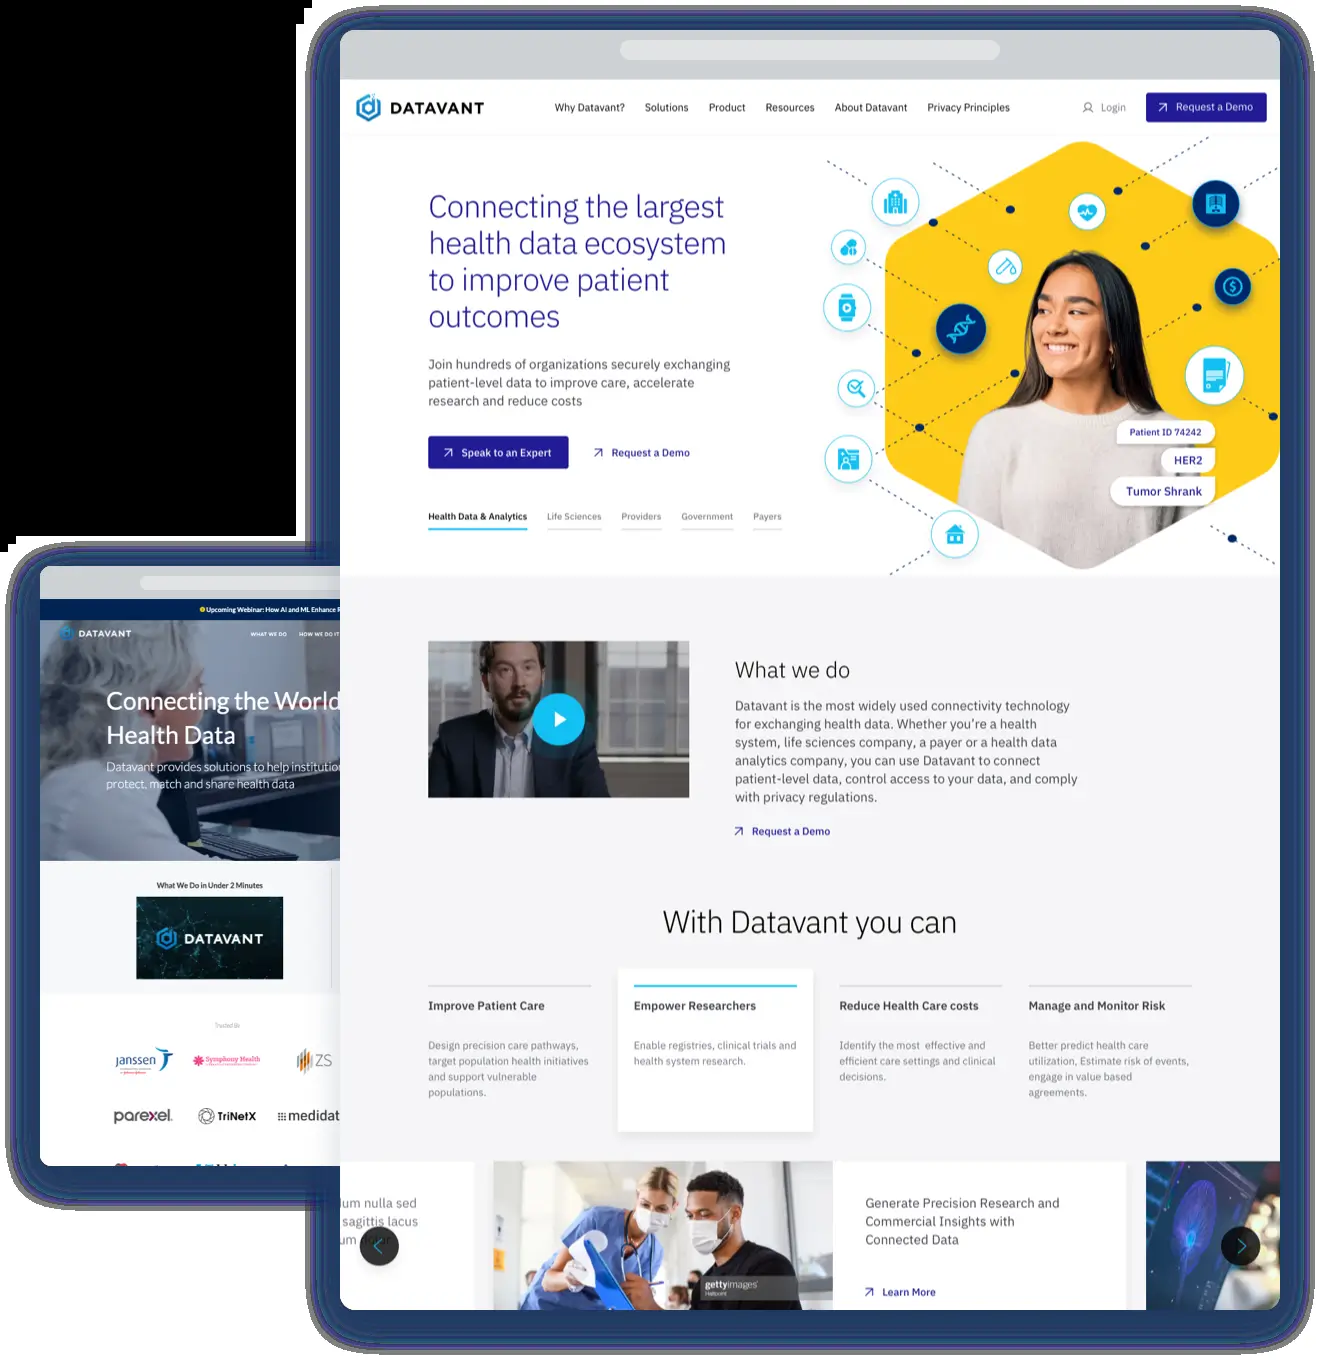 DATAVANT
Why Datavant?
Solutions
Product
Resources
About Datavant
Privacy Principles
Login
Request a Demo
Connecting the largest
health data ecosystem
to improve patient
outcomes
Join hundreds of organizations securely exchanging
patient-level data to improve care, accelerate
research and reduce costs
Speak to an Expert
Request a Demo
Health Data & Analytics
Life Sciences
Providers
Government
Payers
Patient ID 74242
HER2
Tumor Shrank
What we do
Datavant is the most widely used connectivity technology
for exchanging health data. Whether you're a health
system, life sciences company, a payer or a health data
analytics company, you can use Datavant to connect
patient-level data, control access to your data, and comply
with privacy regulations.
Request a Demo
With Datavant you can
Improve Patient Care
Design precision care pathways,
target population health initiatives
and support vulnerable
populations.
Empower Researchers
Enable registries, clinical trials and
health system research.
Reduce Health Care costs
Identify the most effective and
efficient care settings and clinical
decisions.
Manage and Monitor Risk
Better predict health care
utilization, Estimate risk of events,
engage in value based
agreements.
um nulla sed
sagittis lacus
um
gettyimages
Generate Precision Research and
Commercial Insights with
Connected Data
Learn More
Upcoming Webinar: How AI and ML Enhance
DATAVANT
WHAT WE DO
HOW WE DO IT
Connecting the World
Health Data
Datavant provides solutions to help institution
protect, match and share health data
What We Do in Under 2 Minutes
DATAVANT
Trusted By
janssen
Symphony Health
ZS
parexel
TriNetX
medidat